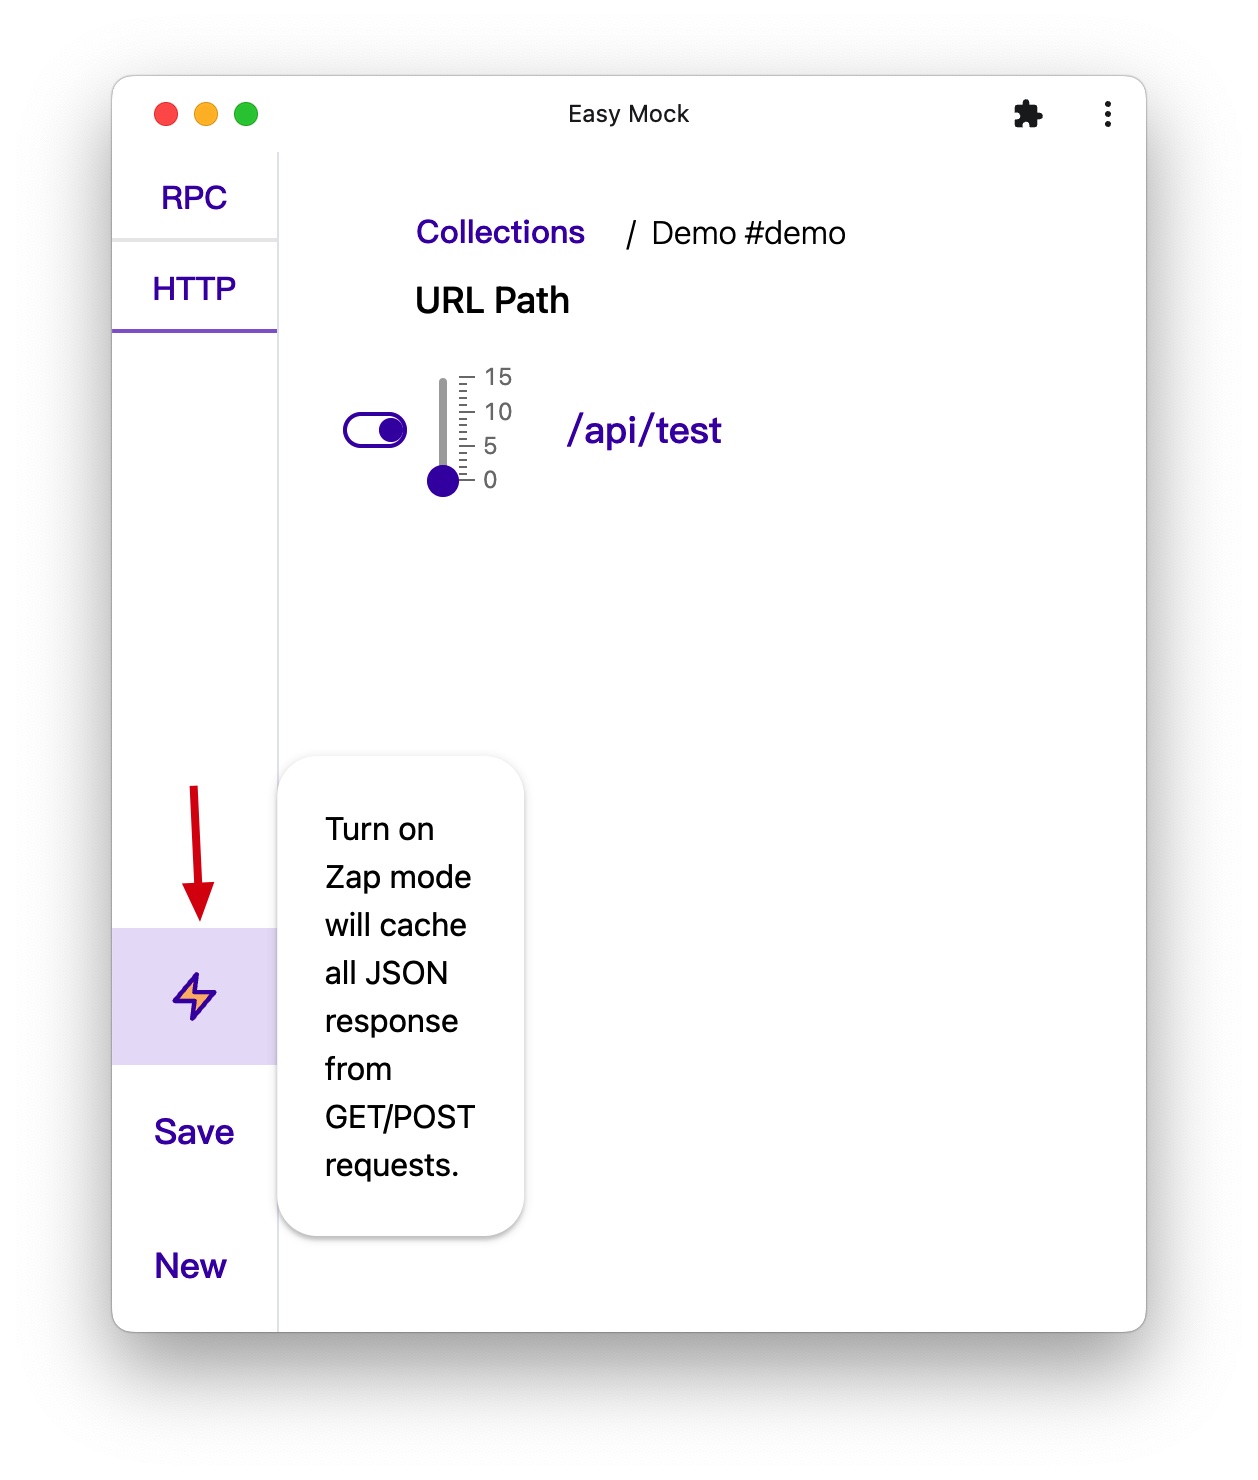 Easy Mock
RPC
HTTP
Collections / Demo #demo
URL Path
15
10
5
0
/api/test
Turn on
Zap mode
will cache
all JSON
response
from
GET/POST
requests.
Save
New